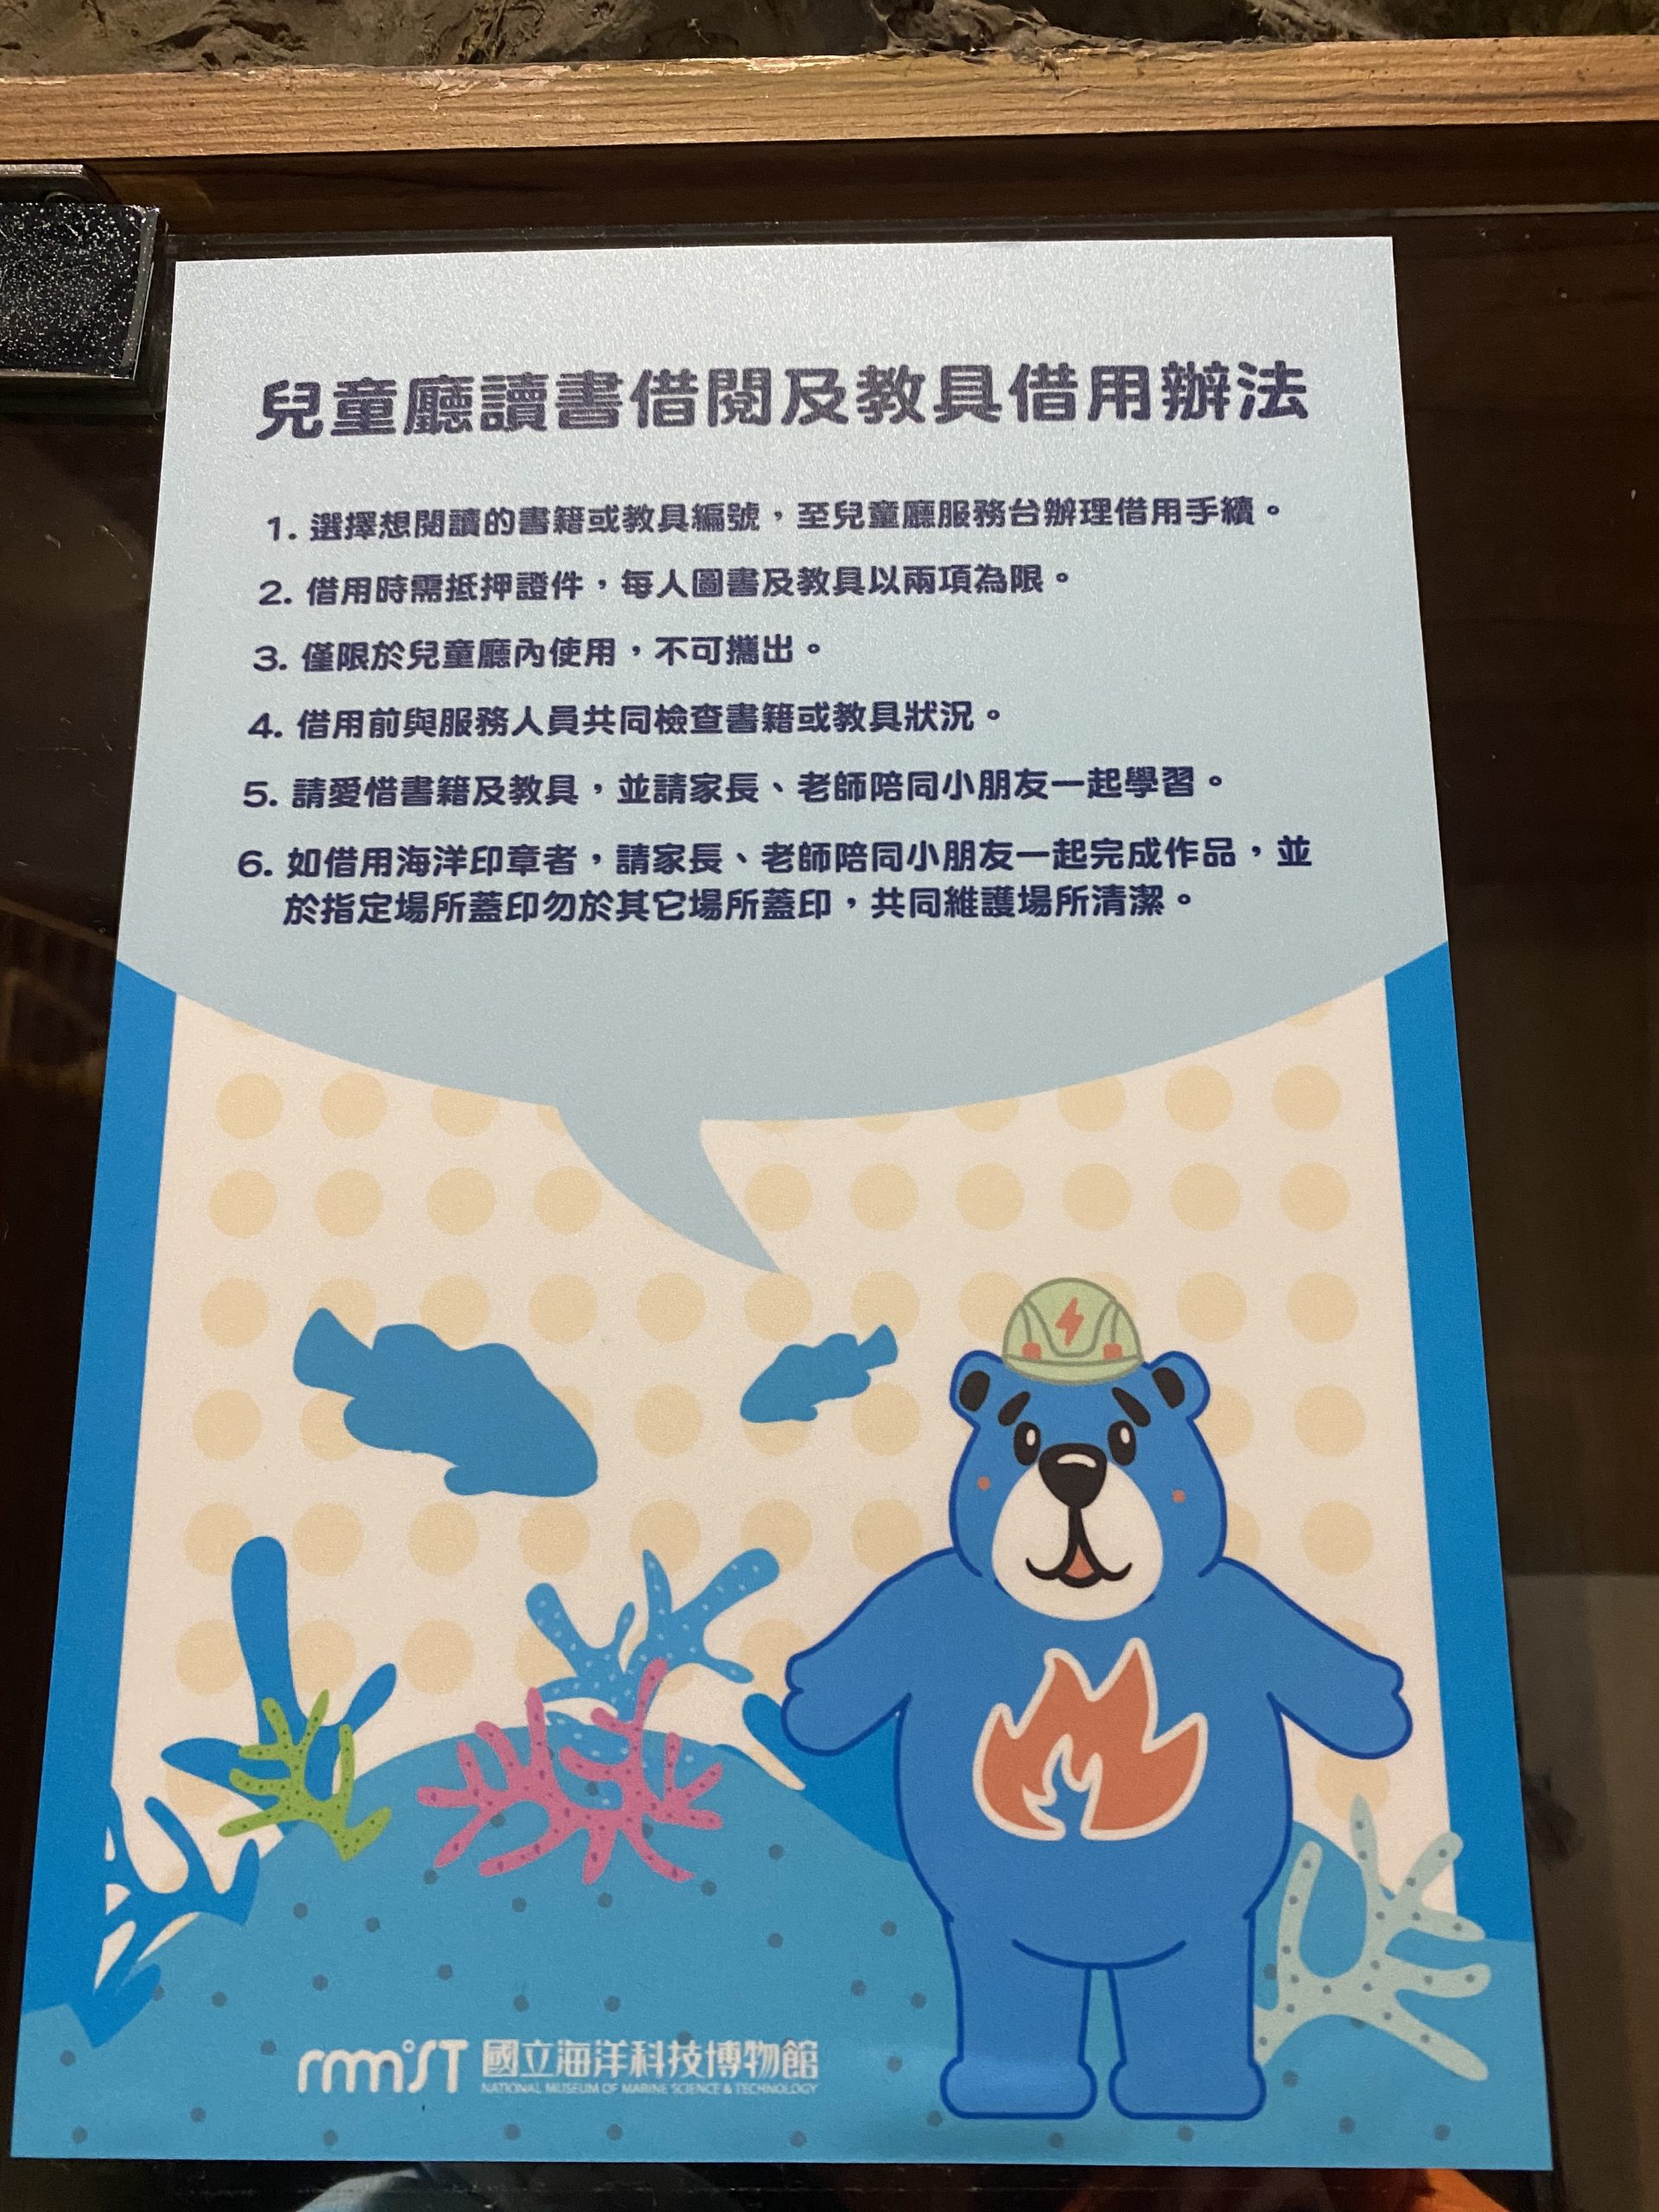 兒童廳讀書借閱及教具借用辦法
1. 選擇想閱讀的書籍或教具編號，至兒童廳服務台辦理借用手續。
2. 借用時需抵押證件，每人圖書及教具以兩項為限。
3. 僅限於兒童廳內使用，不可攜出。
4. 借用前與服務人員共同檢查書籍或教具狀況。
5. 請愛惜書籍及教具，並請家長、老師陪同小朋友一起學習。
6. 如借用海洋印章者，請家長、老師陪同小朋友一起完成作品，並
於指定場所蓋印勿於其它場所蓋印，共同維護場所清潔。
nmmst 國立海洋科技博物館
NATIONAL MUSEUM OF MARINE SCIENCE & TECHNOLOGY